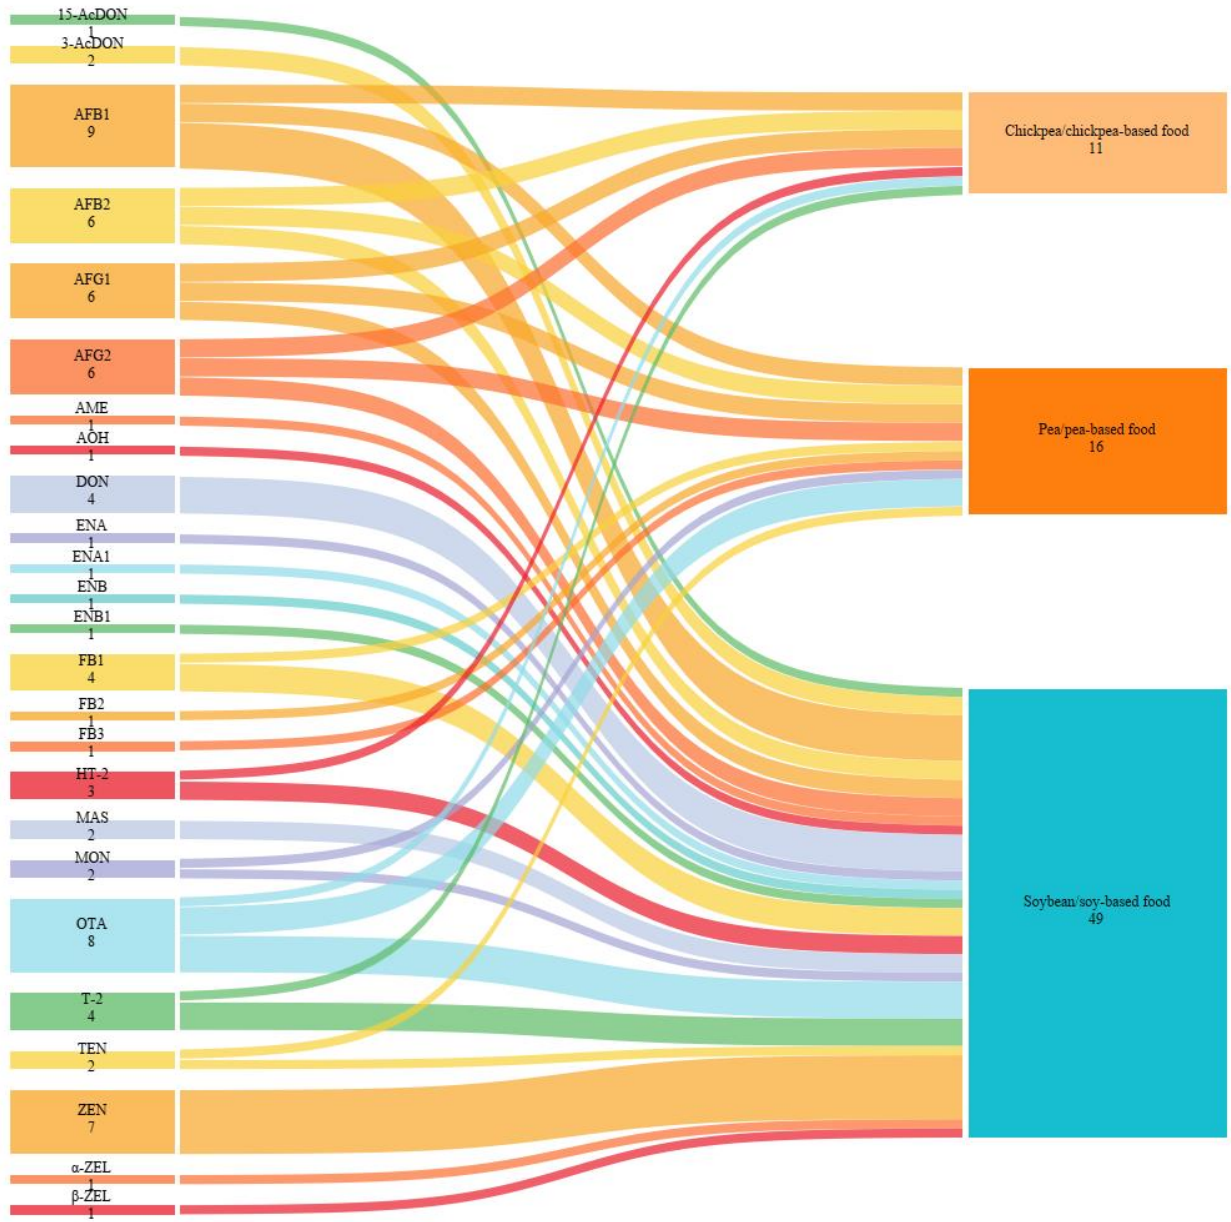 15-AcDON
1
3-AcDON
2
AFB1
9
AFB2
6
AFG1
6
AFG2
6
AME
1
AOH
1
DON
4
ENA
1
ENA1
1
ENB
1
ENB1
1
FB1
4
FB2
1
FB3
1
HT-2
3
MAS
2
MON
2
OTA
8
T-2
4
TEN
2
ZEN
7
α-ZEL
1
β-ZEL
1
Chickpea/chickpea-based food
11
Pea/pea-based food
16
Soybean/soy-based food
49